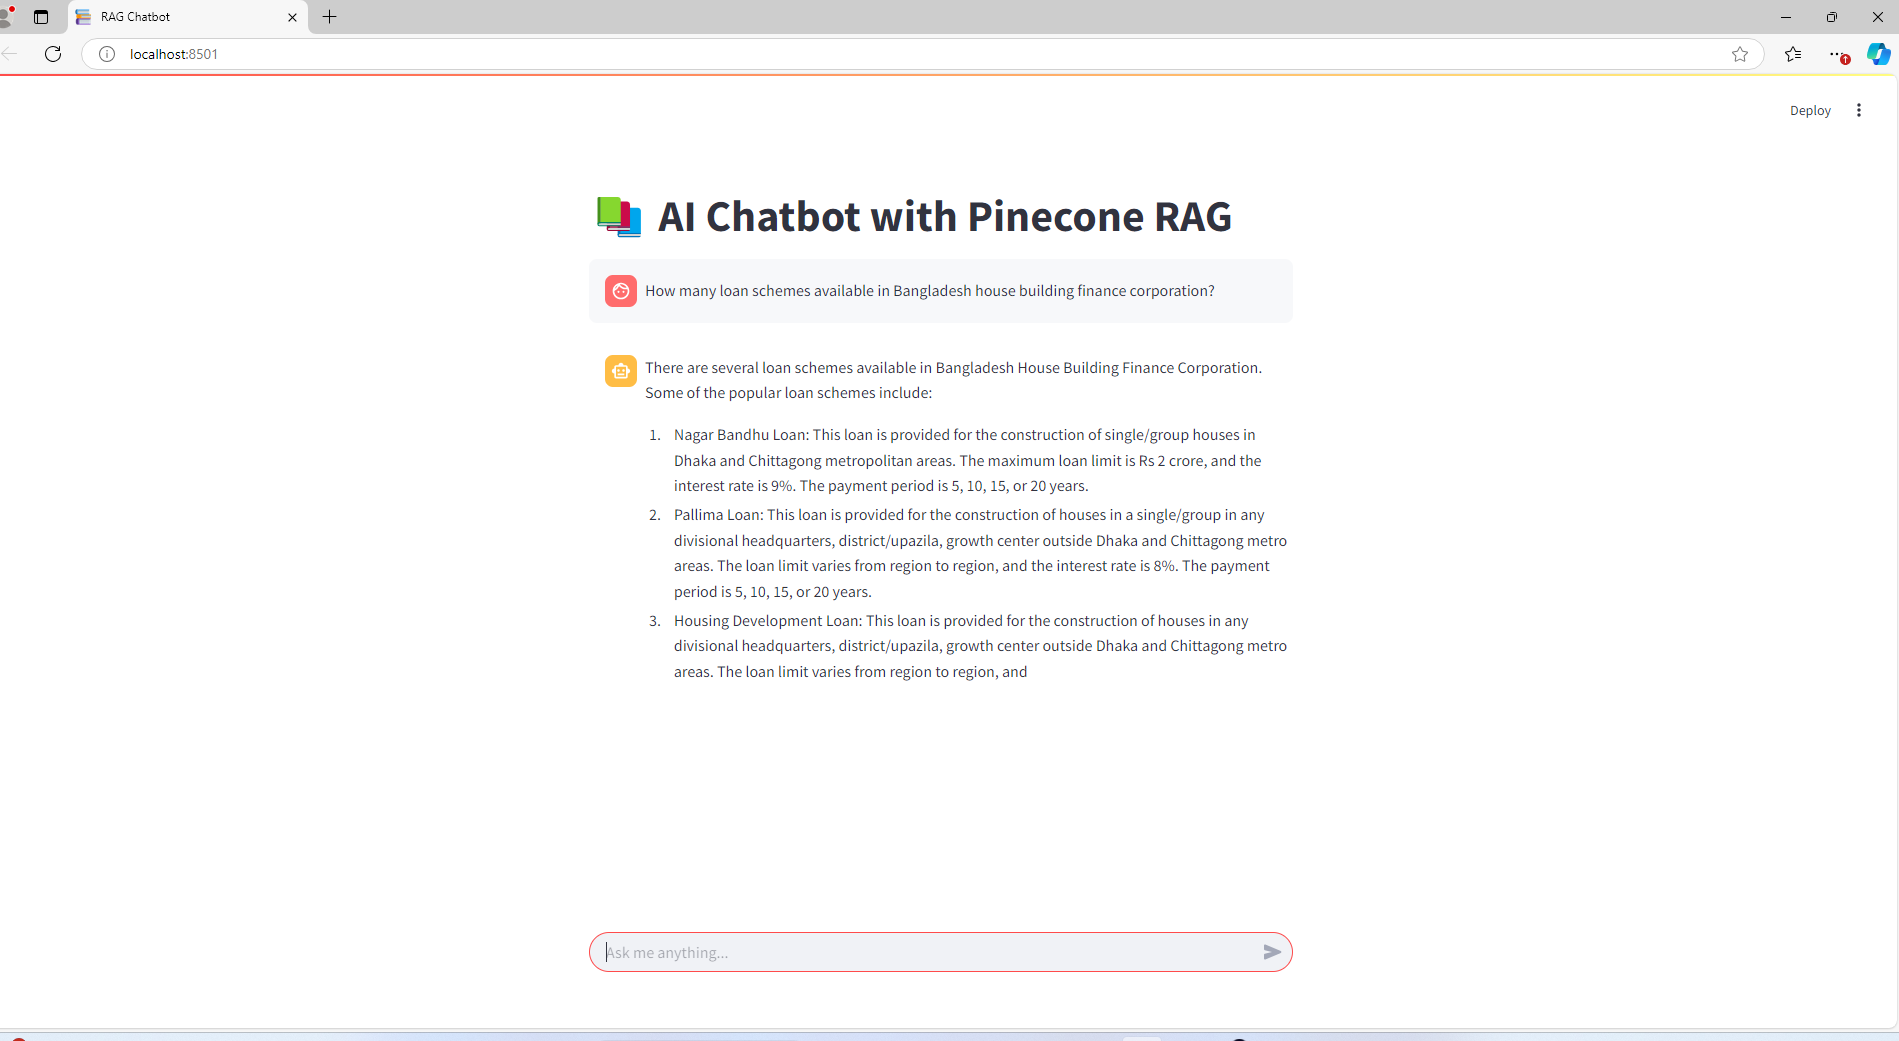 RAG Chatbot
localhost:8501
Deploy
AI Chatbot with Pinecone RAG
How many loan schemes available in Bangladesh house building finance corporation?
There are several loan schemes available in Bangladesh House Building Finance Corporation.
Some of the popular loan schemes include:
1. Nagar Bandhu Loan: This loan is provided for the construction of single/group houses in
Dhaka and Chittagong metropolitan areas. The maximum loan limit is Rs 2 crore, and the
interest rate is 9%. The payment period is 5, 10, 15, or 20 years.
2. Pallima Loan: This loan is provided for the construction of houses in a single/group in any
divisional headquarters, district/upazila, growth center outside Dhaka and Chittagong metro
areas. The loan limit varies from region to region, and the interest rate is 8%. The payment
period is 5, 10, 15, or 20 years.
3. Housing Development Loan: This loan is provided for the construction of houses in any
divisional headquarters, district/upazila, growth center outside Dhaka and Chittagong metro
areas. The loan limit varies from region to region, and
Ask me anything...